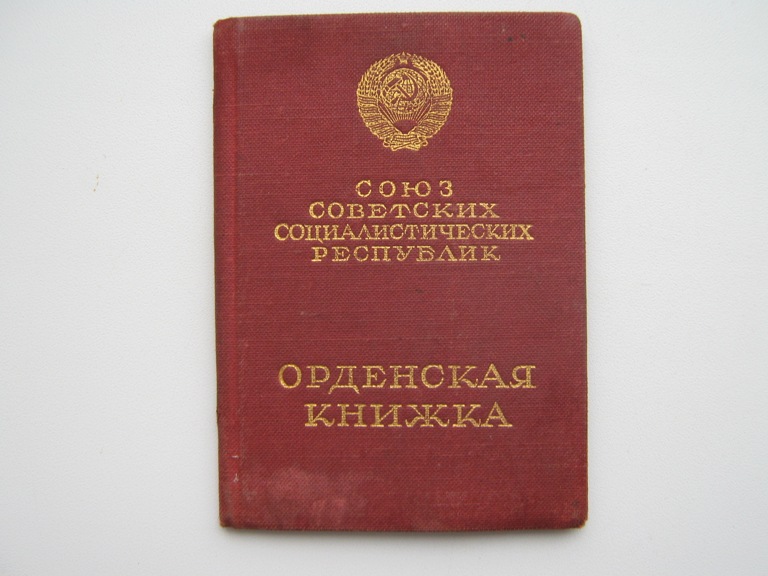 СОЮЗ
СОВЕТСКИХ
СОЦИАЛИСТИЧЕСКИХ
РЕСПУБЛИК
ОРДЕНСКАЯ
КНИЖКА